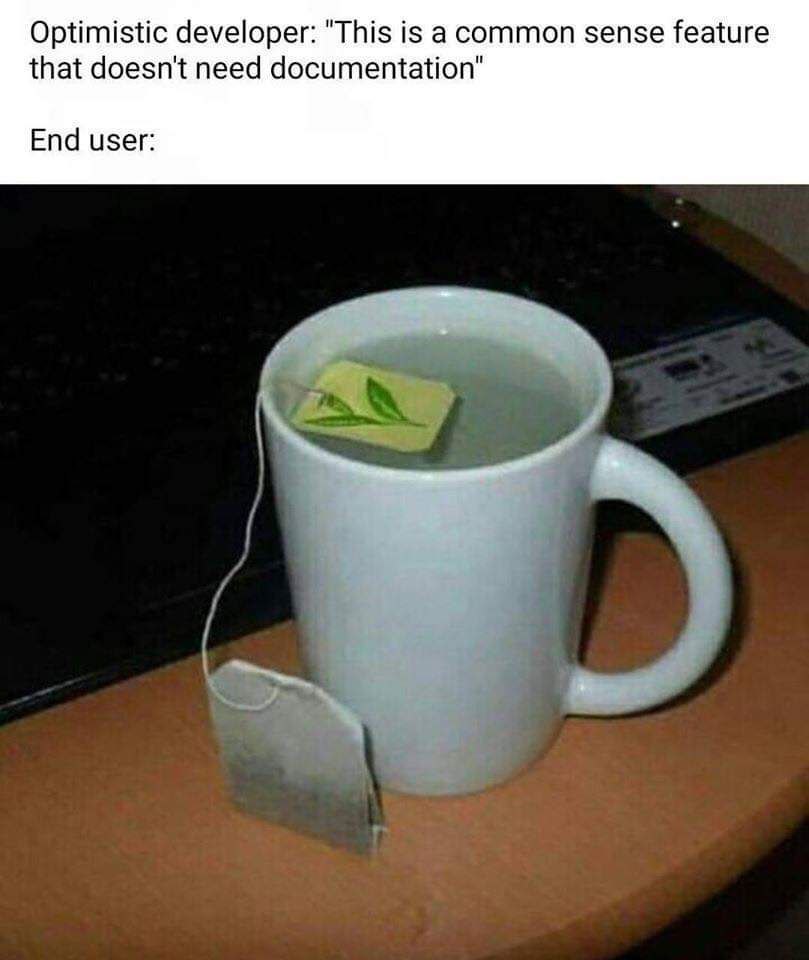 Optimistic developer: "This is a common sense feature
that doesn't need documentation"
End user: